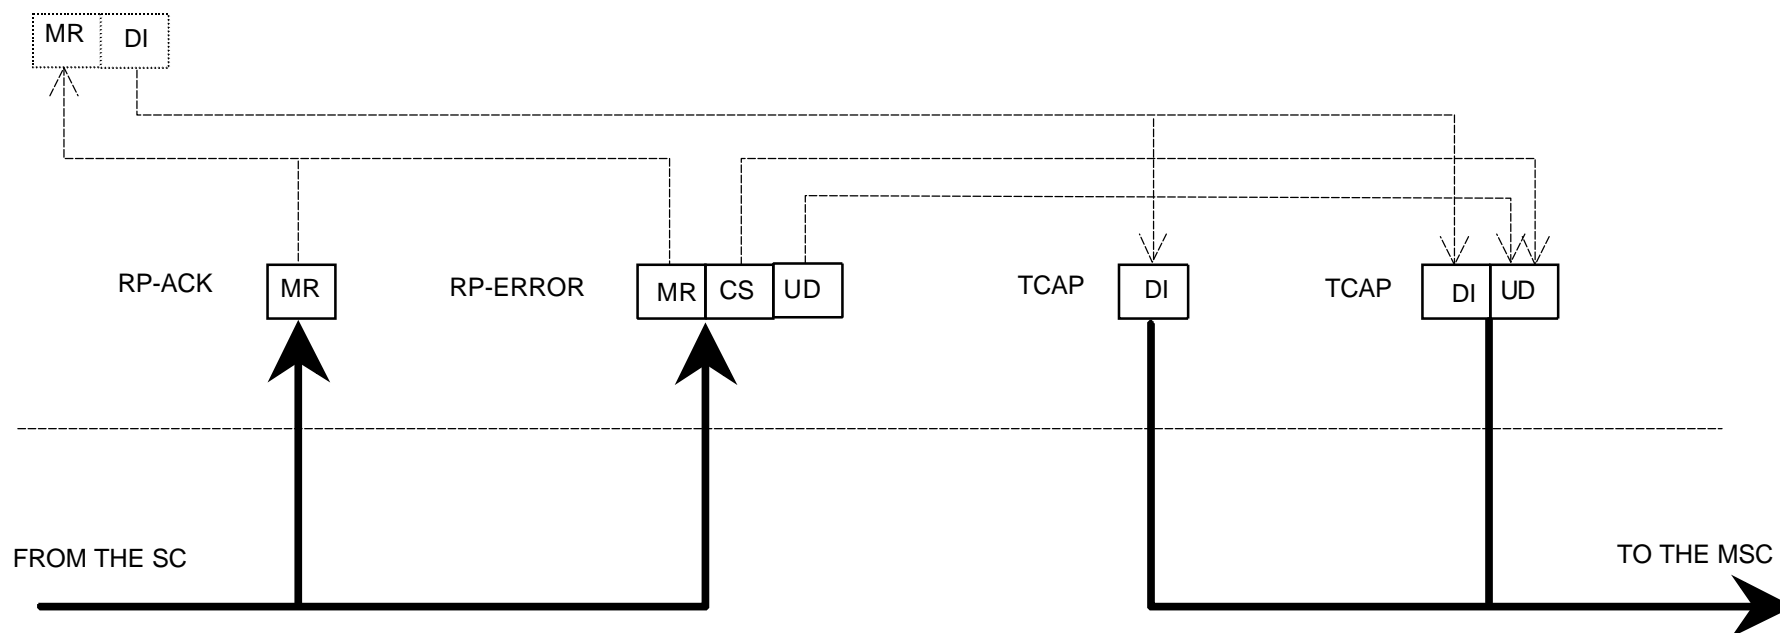 MR DI
RP-ACK MR RP-ERROR MR CS UD TCAP DI TCAP DI UD
FROM THE SC TO THE MSC